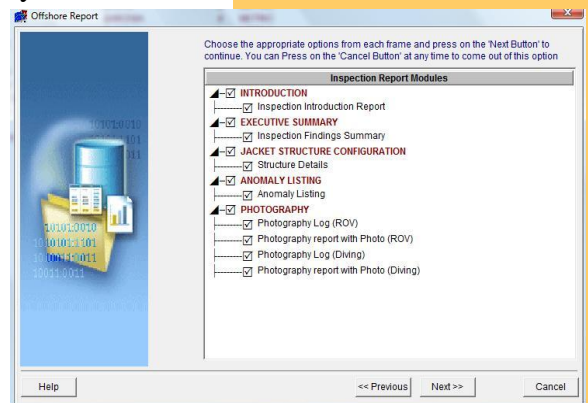 Offshore Report
Choose the appropriate options from each frame and press on the 'Next Button' to
continue. You can Press on the 'Cancel Button' at any time to come out of this option
Inspection Report Modules
INTRODUCTION
Inspection Introduction Report
EXECUTIVE SUMMARY
Inspection Findings Summary
JACKET STRUCTURE CONFIGURATION
Structure Details
ANOMALY LISTING
Anomaly Listing
PHOTOGRAPHY
Photography Log (ROV)
Photography report with Photo (ROV)
Photography Log (Diving)
Photography report with Photo (Diving)
Help
<< Previous
Next >>
Cancel